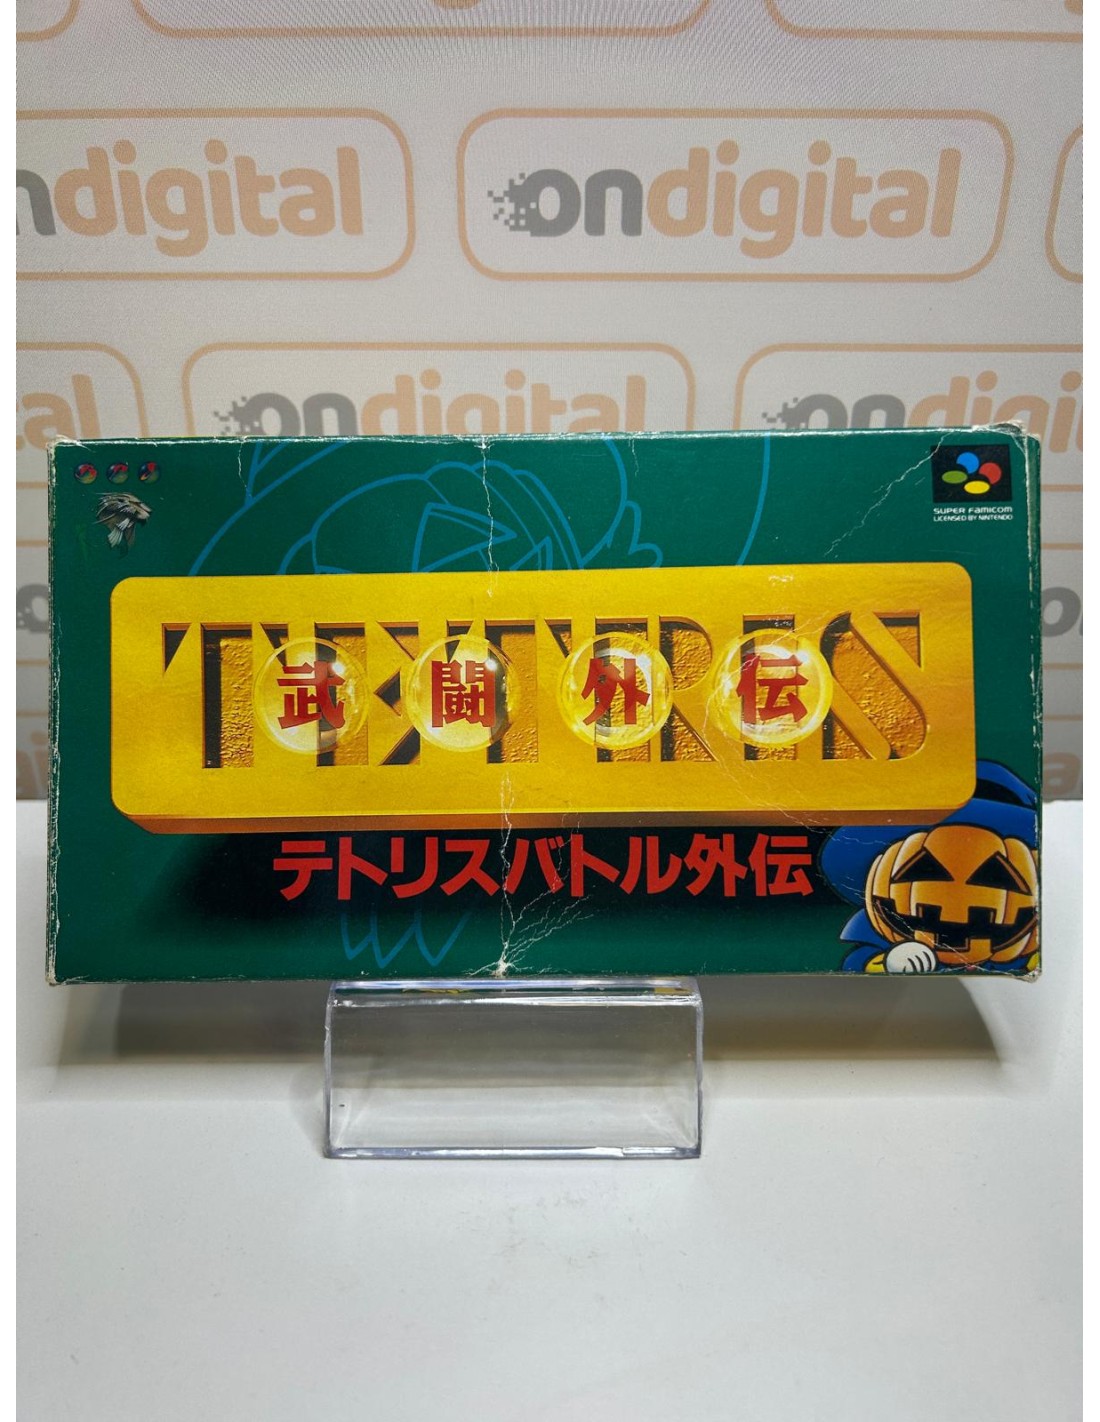 ondigital
ondigital
ondigital
ondigital
SUPER FAMICOM
LICENSED BY NINTENDO
TETRIS
武闘外伝
テトリスバトル外伝